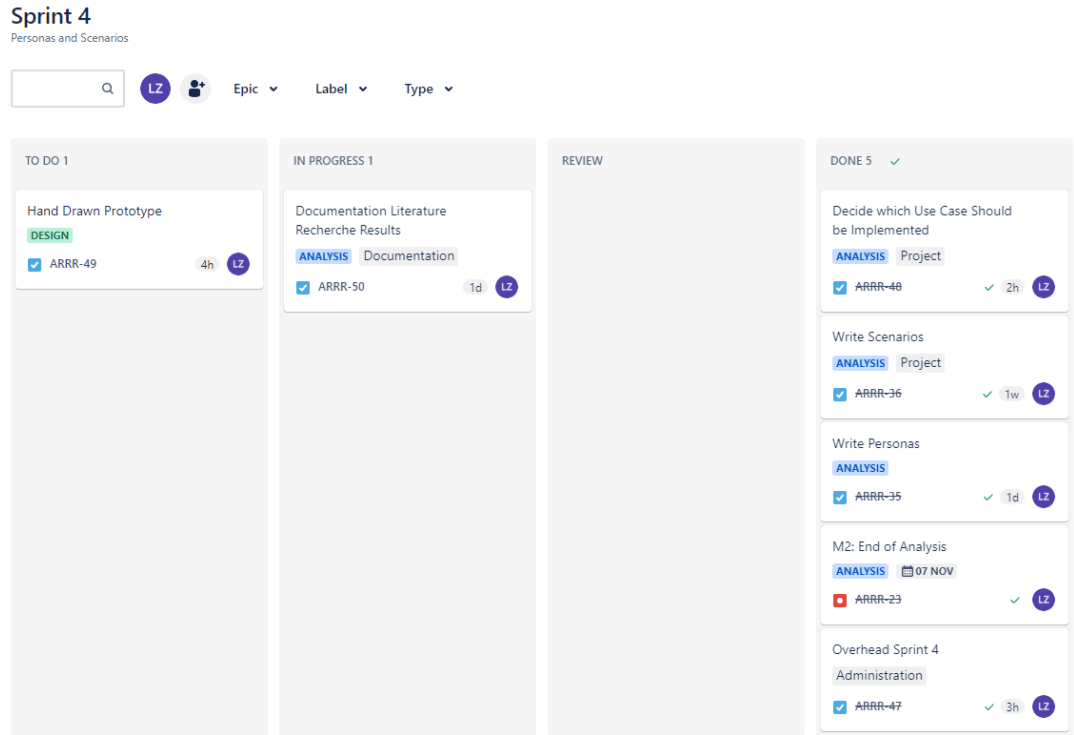 Sprint 4
Personas and Scenarios
LZ
Epic
Label
Type
TO DO 1
Hand Drawn Prototype
DESIGN
ARRR-49
4h
LZ
IN PROGRESS 1
Documentation Literature
Recherche Results
ANALYSIS Documentation
ARRR-50
1d
LZ
REVIEW
DONE 5
Decide which Use Case Should
be Implemented
ANALYSIS Project
ARRR-48
2h
LZ
Write Scenarios
ANALYSIS Project
ARRR-36
1w
LZ
Write Personas
ANALYSIS
ARRR-35
1d
LZ
M2: End of Analysis
ANALYSIS 07 NOV
ARRR-23
LZ
Overhead Sprint 4
Administration
ARRR-47
3h
LZ